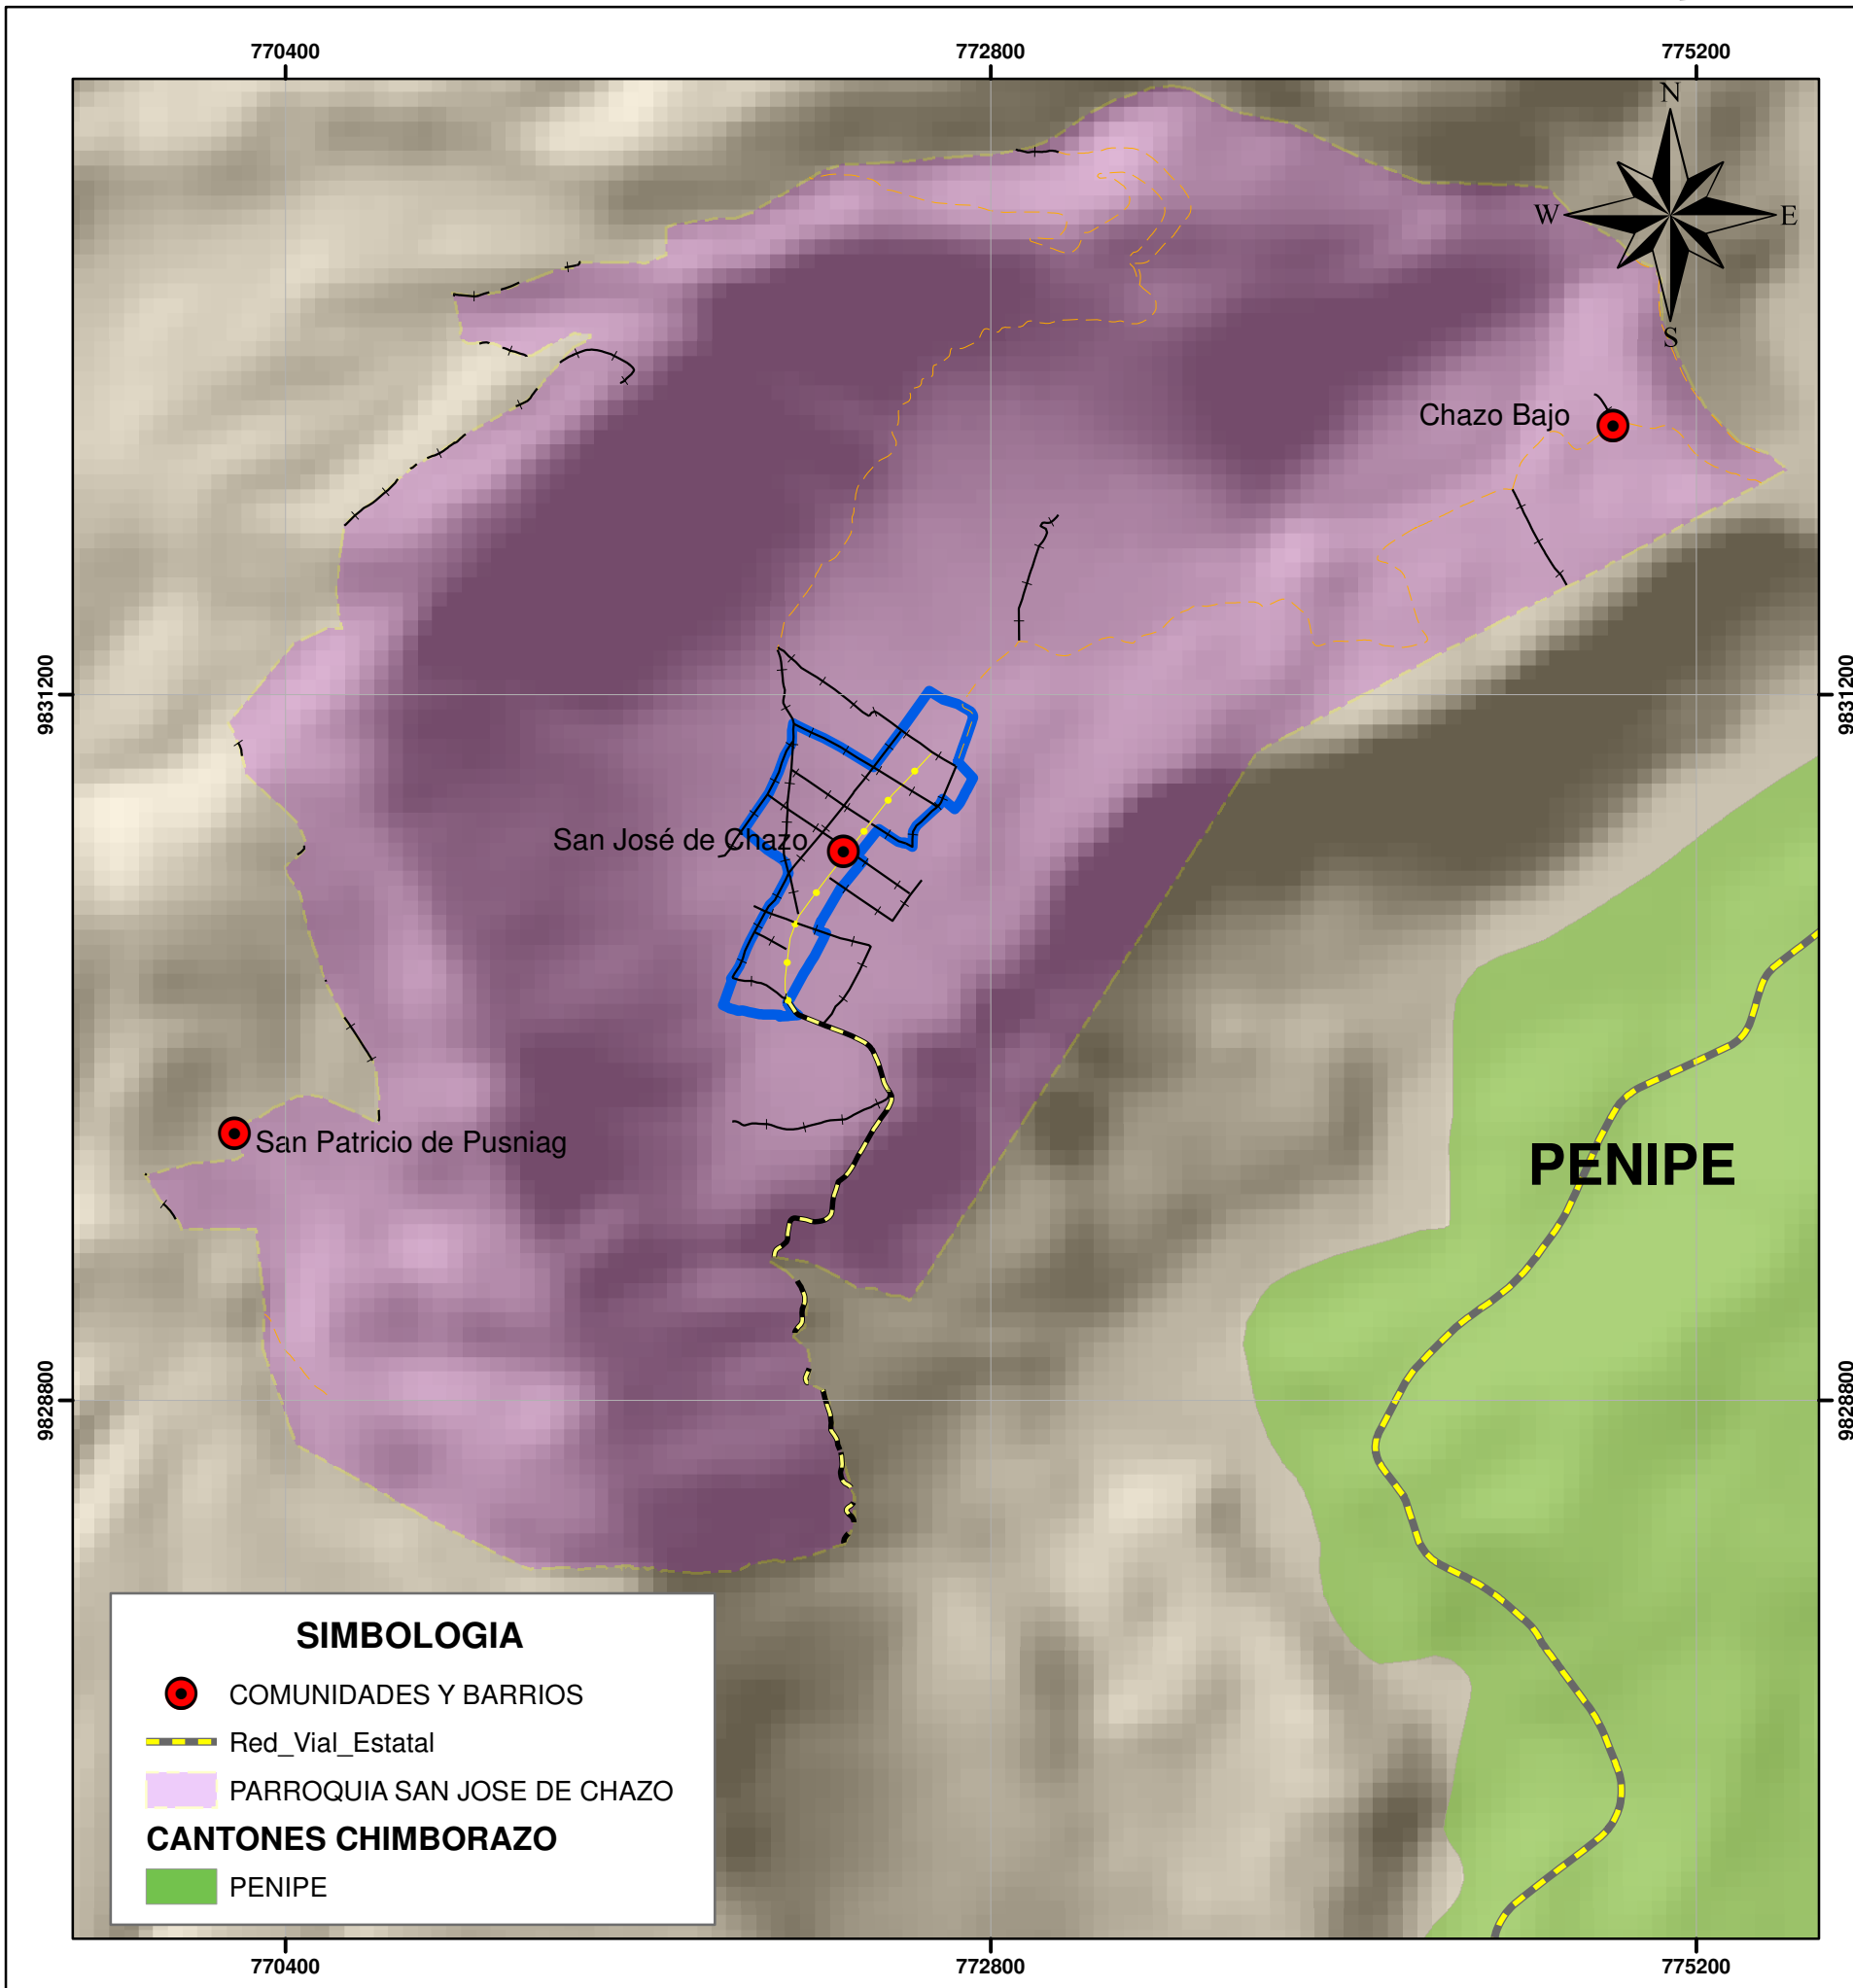 770400
772800
775200
N
W
E
S
Chazo Bajo
9831200
9831200
San José de Chazo
San Patricio de Pusniag
PENIPE
9828800
9828800
SIMBOLOGIA
COMUNIDADES Y BARRIOS
Red_Vial_Estatal
PARROQUIA SAN JOSE DE CHAZO
CANTONES CHIMBORAZO
PENIPE
770400
772800
775200